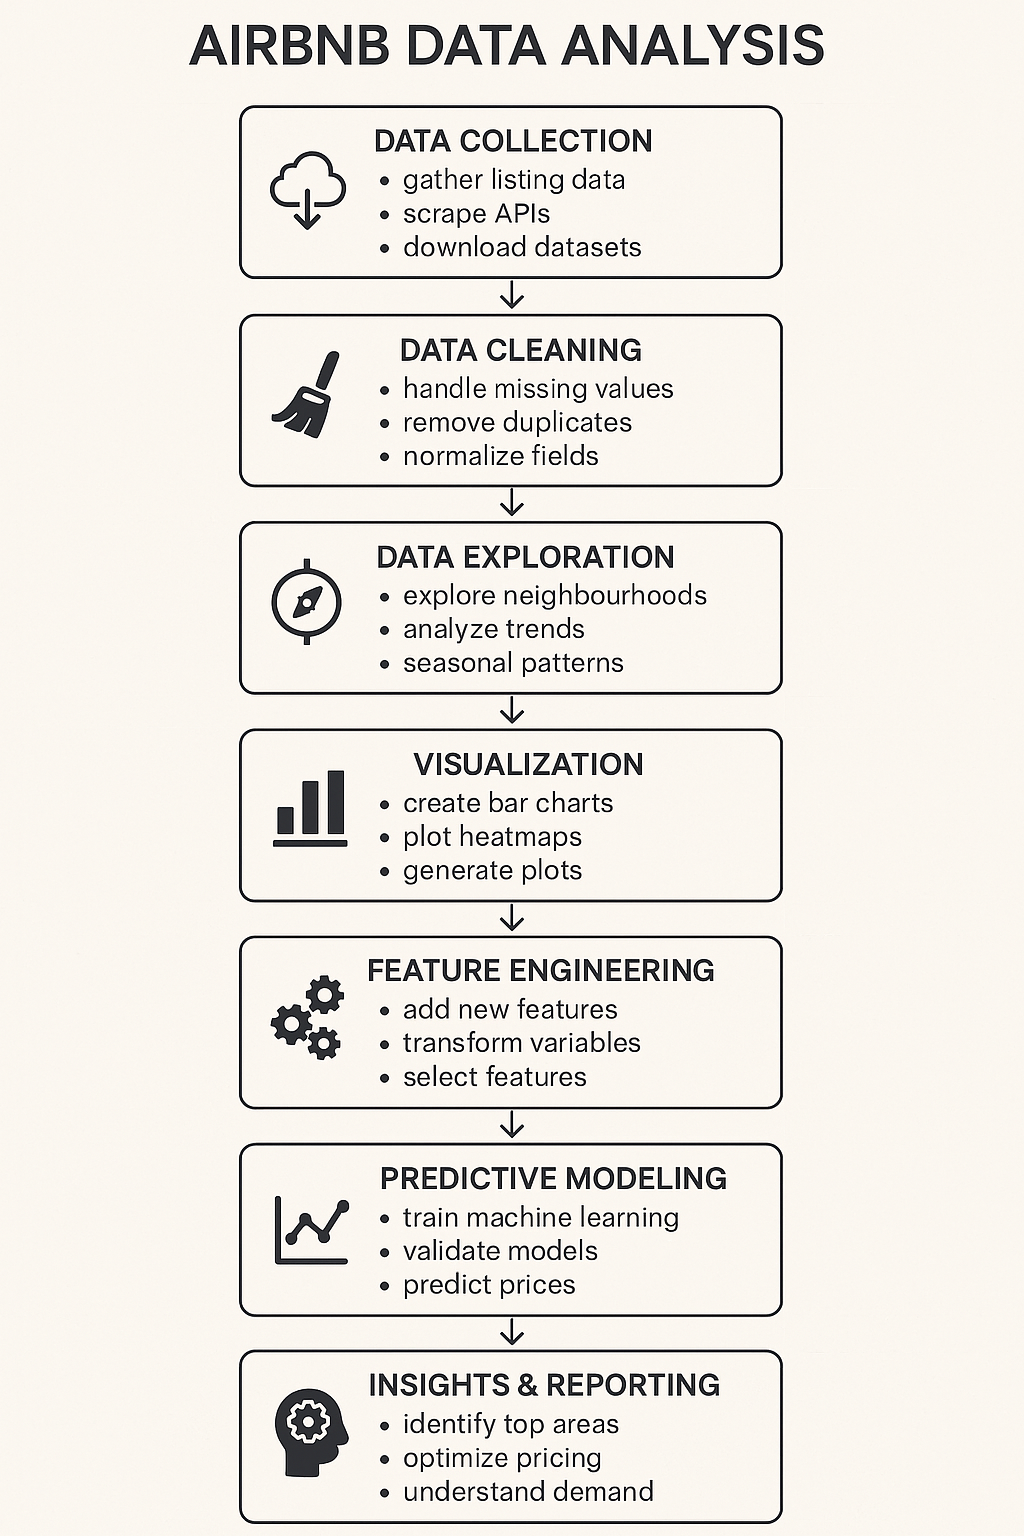 AIRBNB DATA ANALYSIS
DATA COLLECTION
• gather listing data
• scrape APIs
• download datasets
DATA CLEANING
• handle missing values
• remove duplicates
• normalize fields
DATA EXPLORATION
• explore neighbourhoods
• analyze trends
• seasonal patterns
VISUALIZATION
• create bar charts
• plot heatmaps
• generate plots
FEATURE ENGINEERING
• add new features
• transform variables
• select features
PREDICTIVE MODELING
• train machine learning
• validate models
• predict prices
INSIGHTS & REPORTING
• identify top areas
• optimize pricing
• understand demand